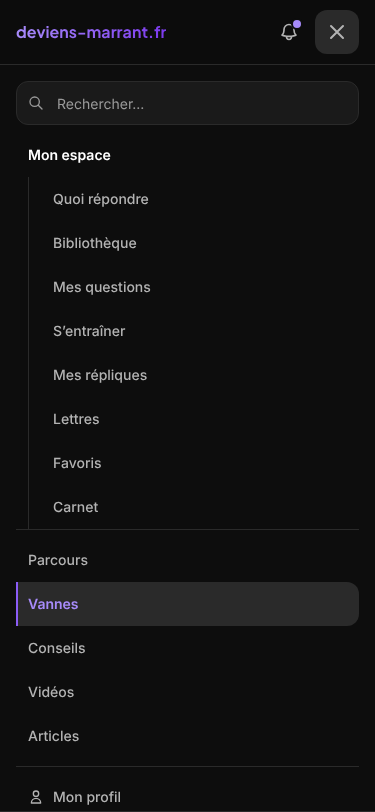 deviens-marrant.fr
Rechercher...
Mon espace
Quoi répondre
Bibliothèque
Mes questions
S’entraîner
Mes répliques
Lettres
Favoris
Carnet
Parcours
Vannes
Conseils
Vidéos
Articles
Mon profil